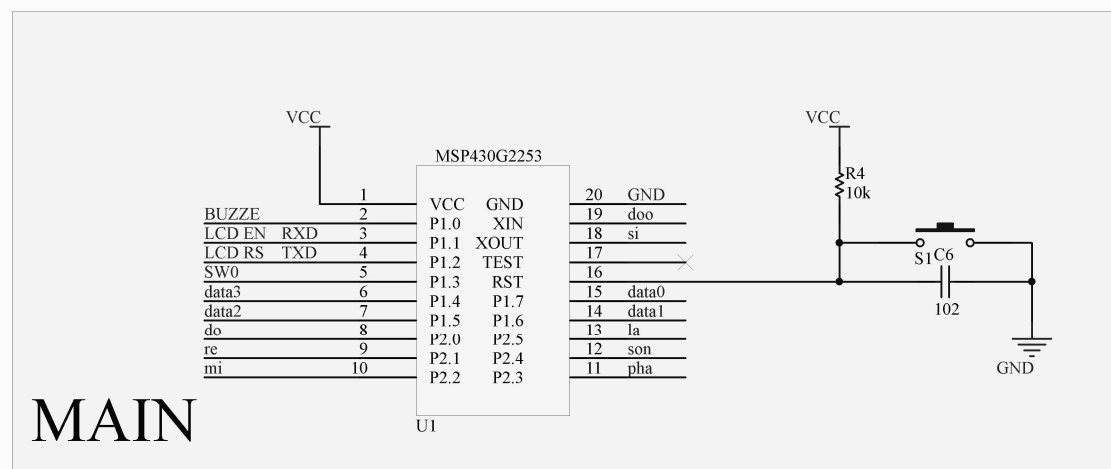 VCC
VCC
MSP430G2253
R4
10k
1
VCC
GND
20
GND
BUZZE
2
P1.0
XIN
19
doo
LCD EN RXD
3
P1.1
XOUT
18
si
LCD RS TXD
4
P1.2
TEST
17
SW0
5
P1.3
RST
16
data3
6
P1.4
P1.7
15
data0
data2
7
P1.5
P1.6
14
data1
do
8
P2.0
P2.5
13
la
re
9
P2.1
P2.4
12
son
mi
10
P2.2
P2.3
11
pha
S1
C6
102
GND
U1
MAIN